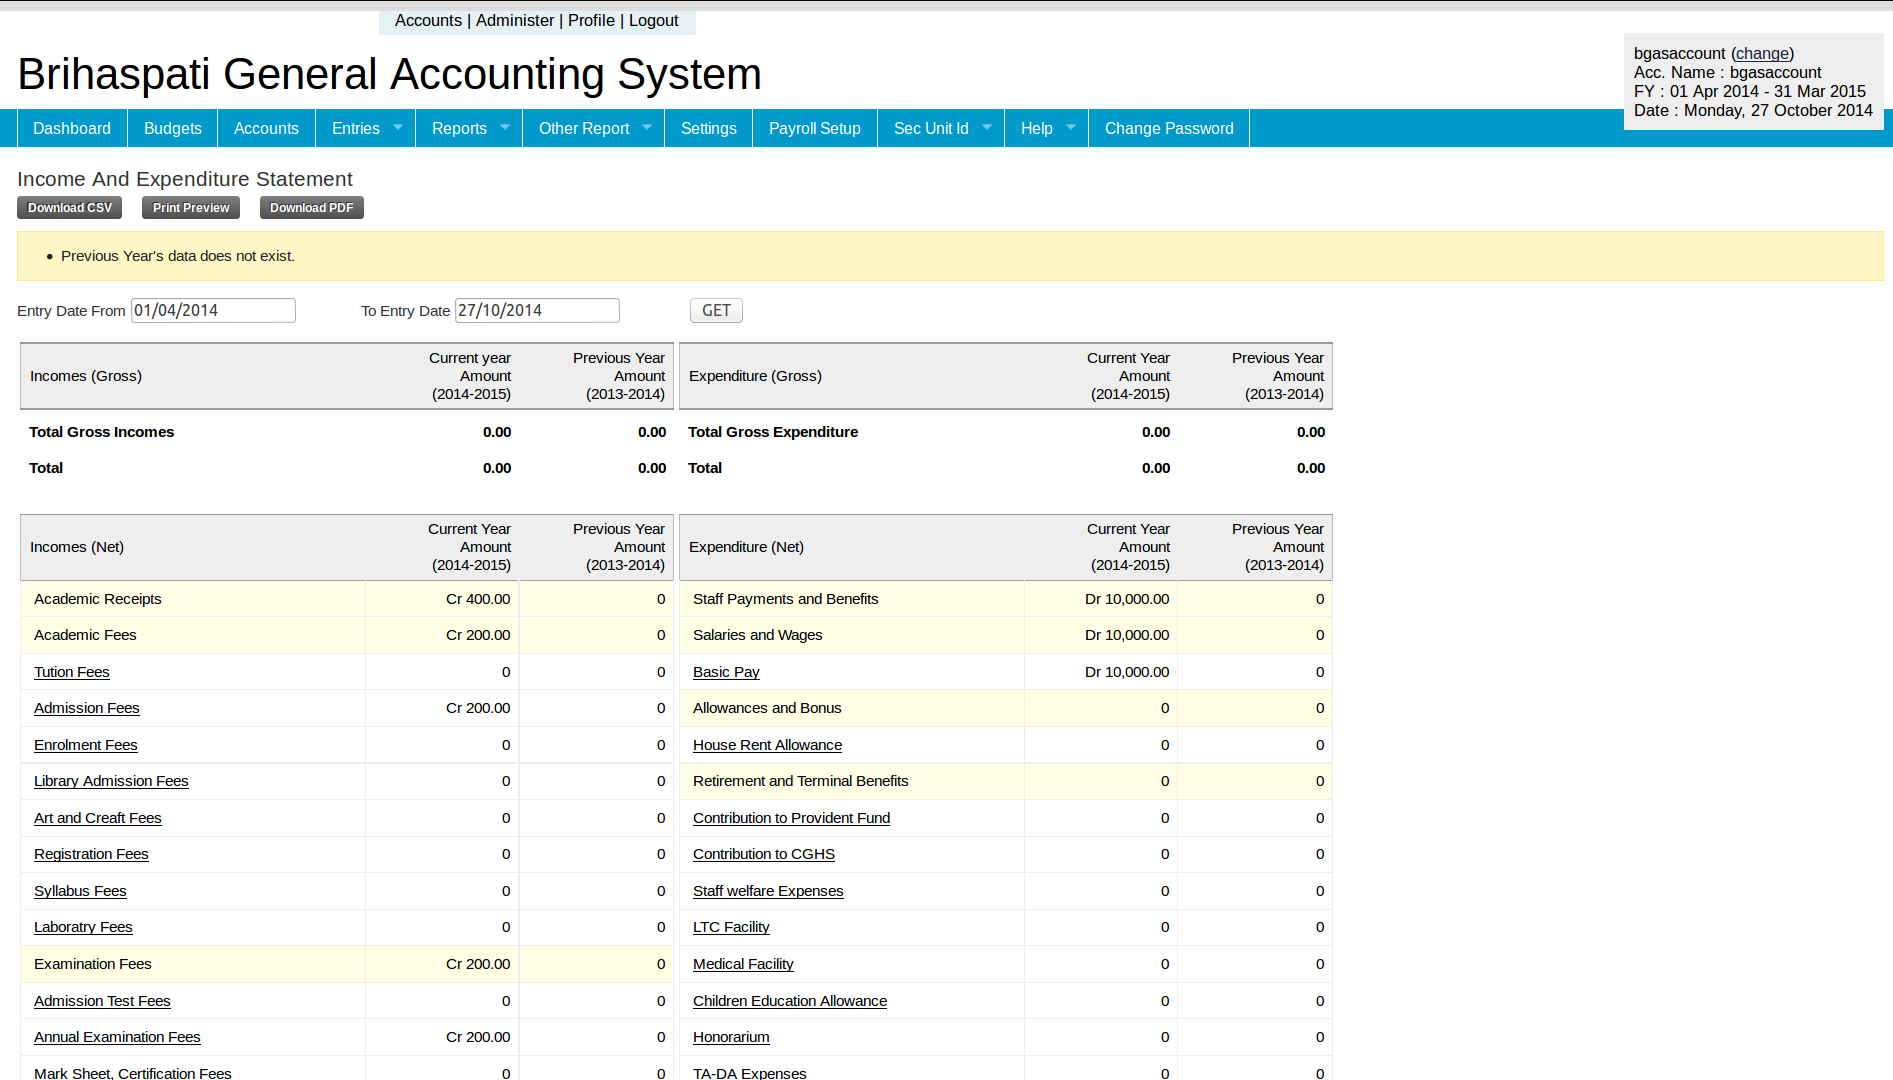 Accounts | Administer | Profile | Logout
Brihaspati General Accounting System
bgasaccount (change)
Acc. Name : bgasaccount
FY : 01 Apr 2014 - 31 Mar 2015
Date : Monday, 27 October 2014
Dashboard Budgets Accounts Entries Reports Other Report Settings Payroll Setup Sec Unit Id Help Change Password
Income And Expenditure Statement
Download CSV Print Preview Download PDF
• Previous Year's data does not exist.
Entry Date From 01/04/2014 To Entry Date 27/10/2014 GET
Incomes (Gross) Current year Amount (2014-2015) Previous Year Amount (2013-2014) Expenditure (Gross) Current Year Amount (2014-2015) Previous Year Amount (2013-2014)
Total Gross Incomes 0.00 0.00 Total Gross Expenditure 0.00 0.00
Total 0.00 0.00 Total 0.00 0.00
Incomes (Net) Current Year Amount (2014-2015) Previous Year Amount (2013-2014) Expenditure (Net) Current Year Amount (2014-2015) Previous Year Amount (2013-2014)
Academic Receipts Cr 400.00 0 Staff Payments and Benefits Dr 10,000.00 0
Academic Fees Cr 200.00 0 Salaries and Wages Dr 10,000.00 0
Tution Fees 0 0 Basic Pay Dr 10,000.00 0
Admission Fees Cr 200.00 0 Allowances and Bonus 0 0
Enrolment Fees 0 0 House Rent Allowance 0 0
Library Admission Fees 0 0 Retirement and Terminal Benefits 0 0
Art and Creaft Fees 0 0 Contribution to Provident Fund 0 0
Registration Fees 0 0 Contribution to CGHS 0 0
Syllabus Fees 0 0 Staff welfare Expenses 0 0
Laboratry Fees 0 0 LTC Facility 0 0
Examination Fees Cr 200.00 0 Medical Facility 0 0
Admission Test Fees 0 0 Children Education Allowance 0 0
Annual Examination Fees Cr 200.00 0 Honorarium 0 0
Mark Sheet, Certification Fees 0 0 TA-DA Expenses 0 0